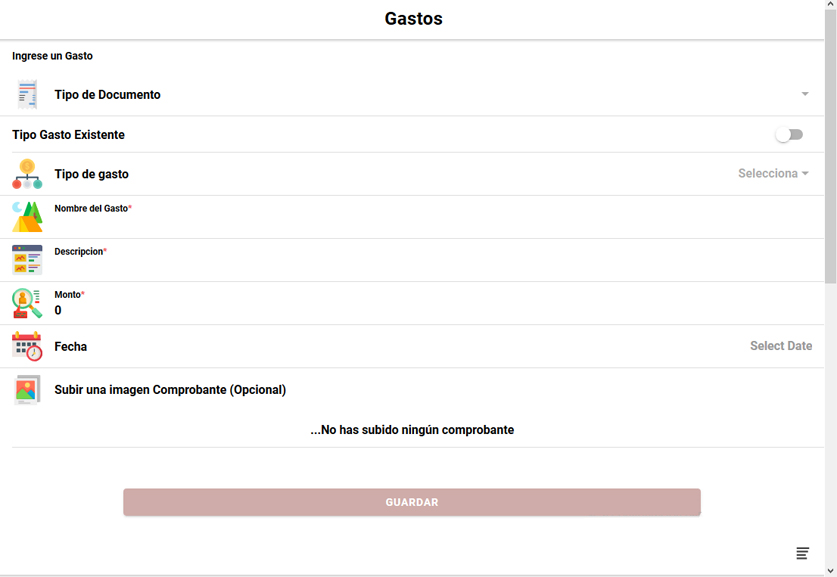 Gastos
Ingrese un Gasto
Tipo de Documento
Tipo Gasto Existente
Tipo de gasto
Selecciona
Nombre del Gasto*
Descripcion*
Monto*
0
Fecha
Select Date
Subir una imagen Comprobante (Opcional)
...No has subido ningún comprobante
GUARDAR